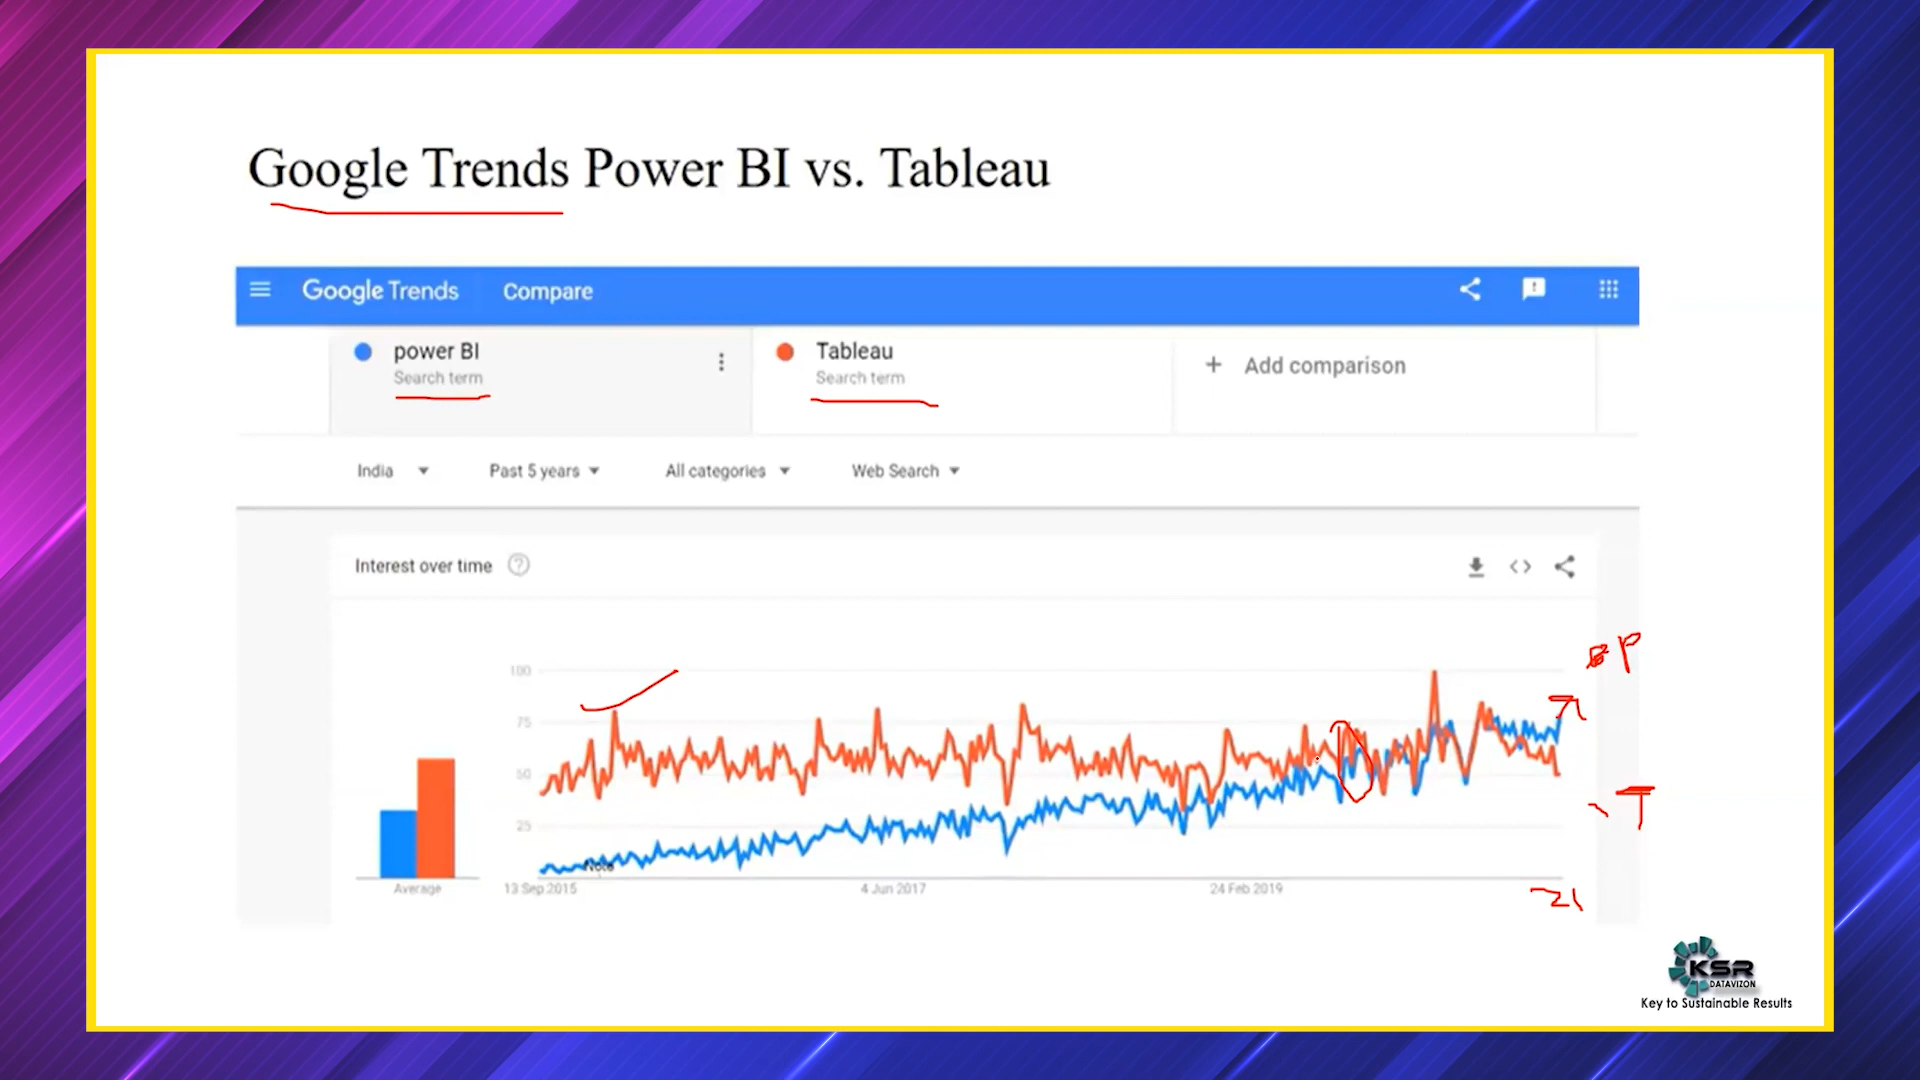 Google Trends Power BI vs. Tableau
Google Trends Compare
power BI
Search term
Tableau
Search term
+ Add comparison
India Past 5 years All categories Web Search
Interest over time
P
100
75
50
25
T
Note
Average
13 Sep 2015 4 Jun 2017 24 Feb 2019
21
KSR
DATAVIZON
Key to Sustainable Results